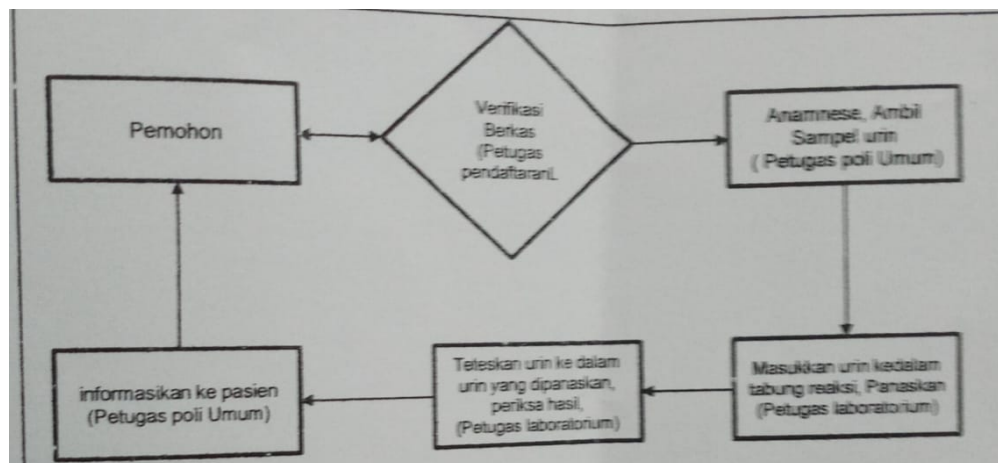 Pemohon
Verifikasi
Berkas
(Petugas
pendaftaranl.
Anamnese, Ambil
Sampel urin
( Petugas poli Umum)
Masukkan urin kedalam
tabung reaksi, Panaskan
(Petugas laboratorium)
Teteskan urin ke dalam
urin yang dipanaskan,
periksa hasil,
(Petugas laboratorium)
informasikan ke pasien
(Petugas poli Umum)